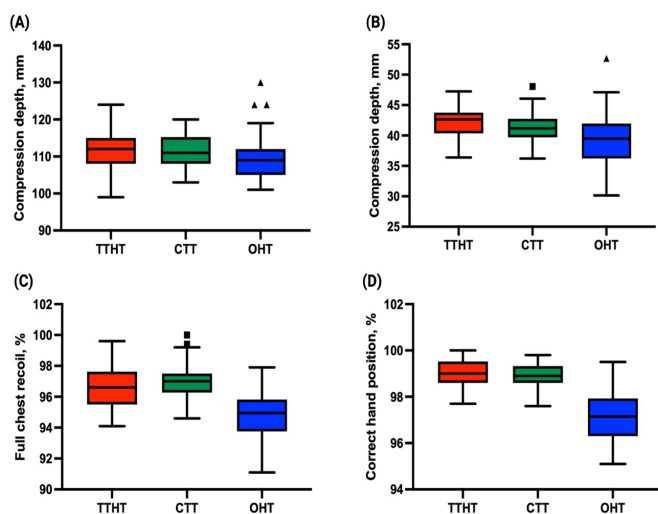 (A)
Compression depth, mm
140
130
120
110
100
90
TTHT CTT OHT
(B)
Compression depth, mm
55
50
45
40
35
30
25
TTHT CTT OHT
(C)
Full chest recoil, %
102
100
98
96
94
92
90
TTHT CTT OHT
(D)
Correct hand position, %
102
100
98
96
94
TTHT CTT OHT